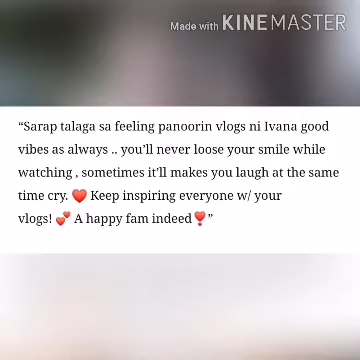 Made with KINEMASTER
“Sarap talaga sa feeling panoorin vlogs ni Ivana good
vibes as always .. you’ll never loose your smile while
watching , sometimes it’ll makes you laugh at the same
time cry. ❤️ Keep inspiring everyone w/ your
vlogs! 💕 A happy fam indeed❣️”